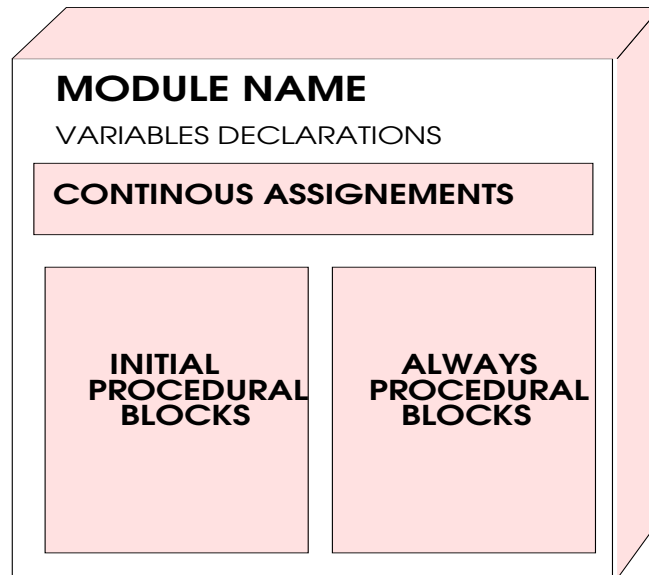 MODULE NAME
VARIABLES DECLARATIONS
CONTINOUS ASSIGNEMENTS
INITIAL
PROCEDURAL
BLOCKS
ALWAYS
PROCEDURAL
BLOCKS